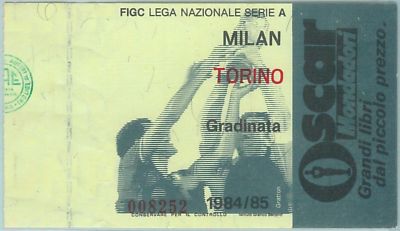 FIGC LEGA NAZIONALE SERIE A
MILAN
TORINO
Gradinata
1984/85
008252
CONSERVARE PER IL CONTROLLO
Oscar
Mondadori
Grandi libri
dal piccolo prezzo.